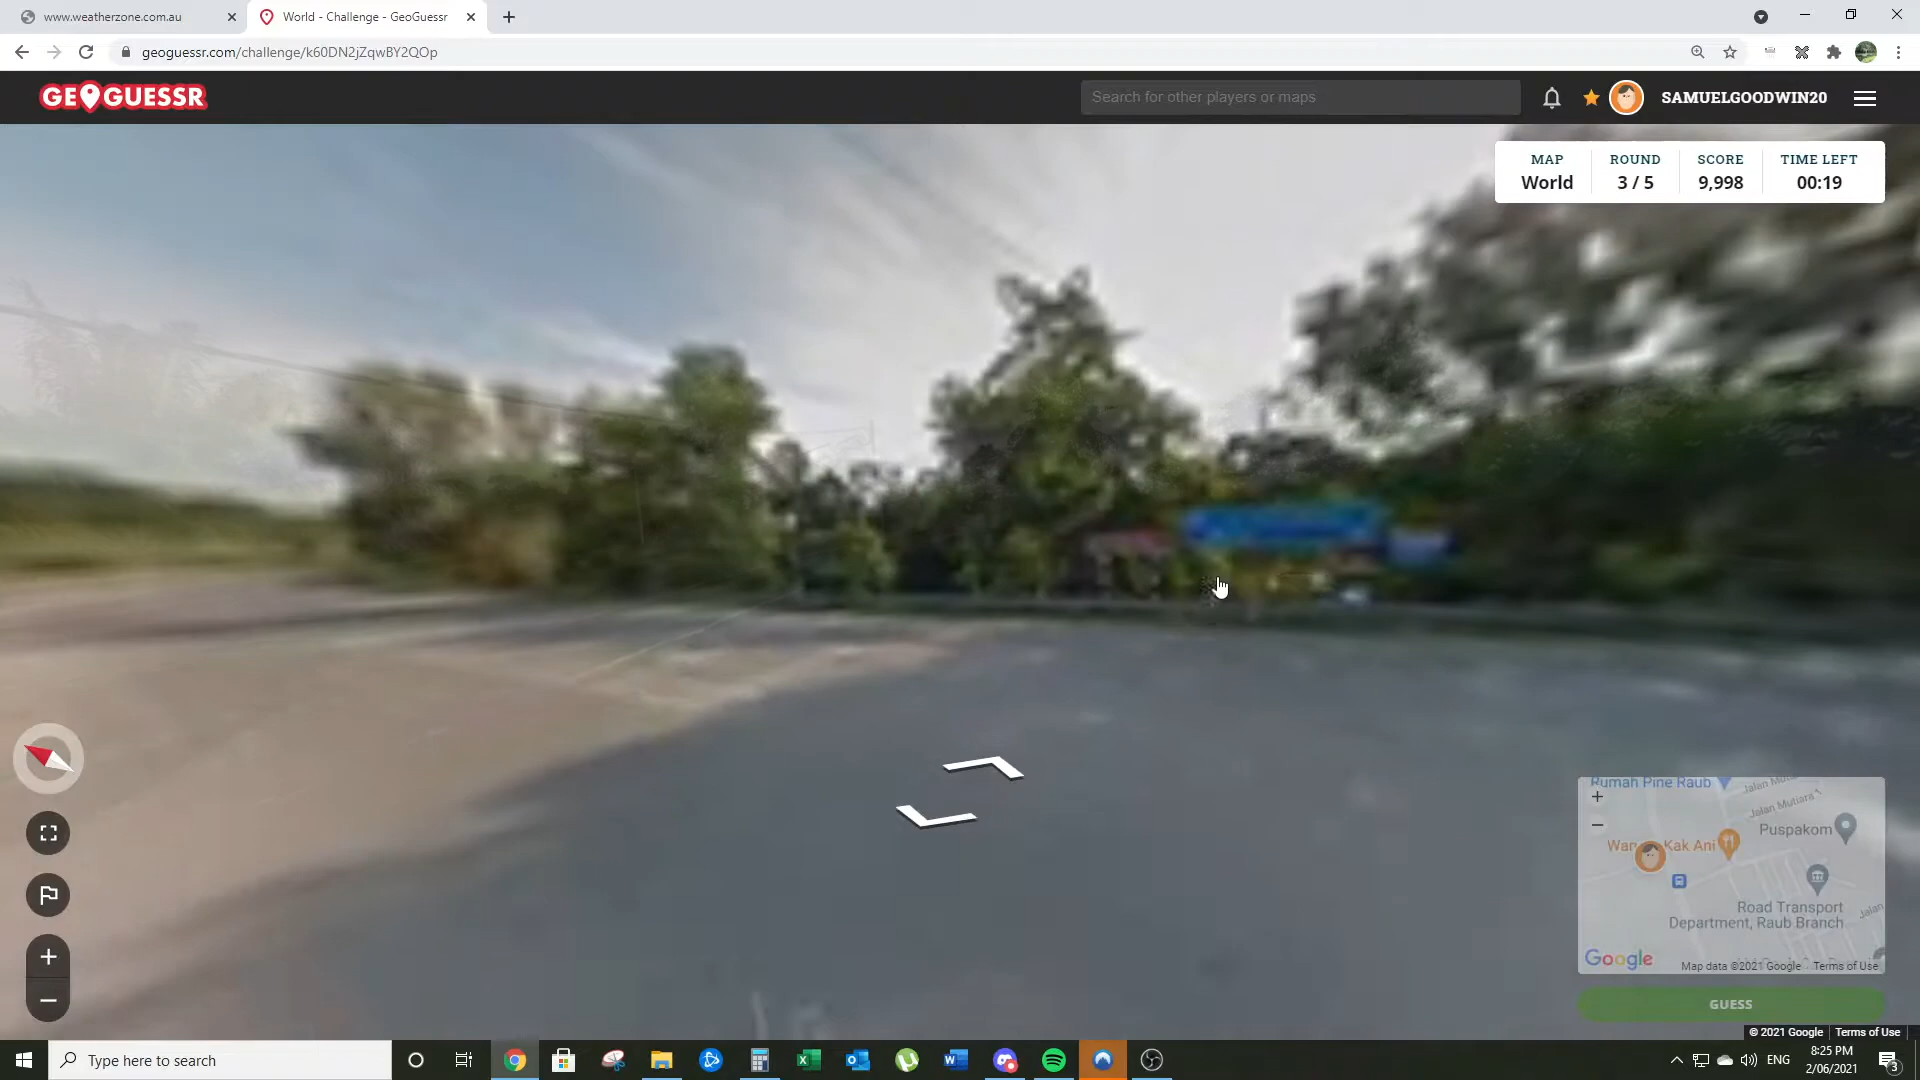 www.weatherzone.com.au
World - Challenge - GeoGuessr
geoguessr.com/challenge/k60DN2jZqwBY2QOp
GEOGUESSR
Search for other players or maps
SAMUELGOODWIN20
MAP
World
ROUND
3 / 5
SCORE
9,998
TIME LEFT
00:19
Rumah Pine Raub
Jalan Mutiara 1
Puspakom
Kak Ani
Road Transport
Department, Raub Branch
Jalan
Google
Map data ©2021 Google
Terms of Use
GUESS
© 2021 Google
Terms of Use
Type here to search
ENG
8:25 PM
2/06/2021
3